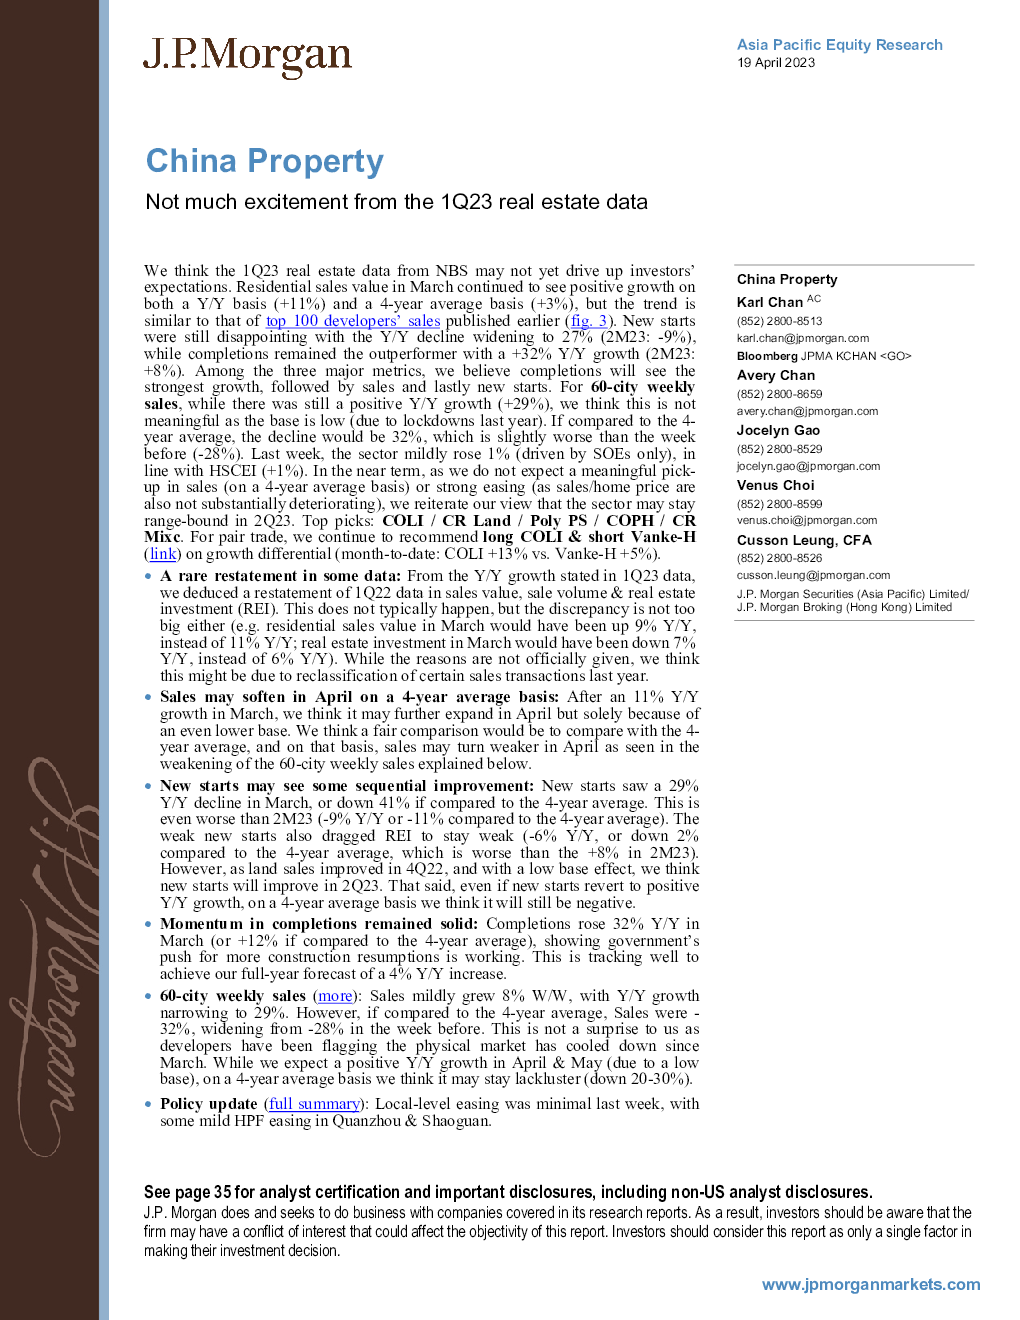 J.P.Morgan
Asia Pacific Equity Research
19 April 2023
China Property
Not much excitement from the 1Q23 real estate data
We think the 1Q23 real estate data from NBS may not yet drive up investors’
expectations. Residential sales value in March continued to see positive growth on
both a Y/Y basis (+11%) and a 4-year average basis (+3%), but the trend is
similar to that of top 100 developers’ sales published earlier (fig. 3). New starts
were still disappointing with the Y/Y decline widening to 27% (2M23: -9%),
while completions remained the outperformer with a +32% Y/Y growth (2M23:
+8%). Among the three major metrics, we believe completions will see the
strongest growth, followed by sales and lastly new starts. For 60-city weekly
sales, while there was still a positive Y/Y growth (+29%), we think this is not
meaningful as the base is low (due to lockdowns last year). If compared to the 4-
year average, the decline would be 32%, which is slightly worse than the week
before (-28%). Last week, the sector mildly rose 1% (driven by SOEs only), in
line with HSCEI (+1%). In the near term, as we do not expect a meaningful pick-
up in sales (on a 4-year average basis) or strong easing (as sales/home price are
also not substantially deteriorating), we reiterate our view that the sector may stay
range-bound in 2Q23. Top picks: COLI / CR Land / Poly PS / COPH / CR
Mixc. For pair trade, we continue to recommend long COLI & short Vanke-H
(link) on growth differential (month-to-date: COLI +13% vs. Vanke-H +5%).
• A rare restatement in some data: From the Y/Y growth stated in 1Q23 data,
we deduced a restatement of 1Q22 data in sales value, sale volume & real estate
investment (REI). This does not typically happen, but the discrepancy is not too
big either (e.g. residential sales value in March would have been up 9% Y/Y,
instead of 11% Y/Y; real estate investment in March would have been down 7%
Y/Y, instead of 6% Y/Y). While the reasons are not officially given, we think
this might be due to reclassification of certain sales transactions last year.
• Sales may soften in April on a 4-year average basis: After an 11% Y/Y
growth in March, we think it may further expand in April but solely because of
an even lower base. We think a fair comparison would be to compare with the 4-
year average, and on that basis, sales may turn weaker in April as seen in the
weakening of the 60-city weekly sales explained below.
• New starts may see some sequential improvement: New starts saw a 29%
Y/Y decline in March, or down 41% if compared to the 4-year average. This is
even worse than 2M23 (-9% Y/Y or -11% compared to the 4-year average). The
weak new starts also dragged REI to stay weak (-6% Y/Y, or down 2%
compared to the 4-year average, which is worse than the +8% in 2M23).
However, as land sales improved in 4Q22, and with a low base effect, we think
new starts will improve in 2Q23. That said, even if new starts revert to positive
Y/Y growth, on a 4-year average basis we think it will still be negative.
• Momentum in completions remained solid: Completions rose 32% Y/Y in
March (or +12% if compared to the 4-year average), showing government’s
push for more construction resumptions is working. This is tracking well to
achieve our full-year forecast of a 4% Y/Y increase.
• 60-city weekly sales (more): Sales mildly grew 8% W/W, with Y/Y growth
narrowing to 29%. However, if compared to the 4-year average, Sales were -
32%, widening from -28% in the week before. This is not a surprise to us as
developers have been flagging the physical market has cooled down since
March. While we expect a positive Y/Y growth in April & May (due to a low
base), on a 4-year average basis we think it may stay lackluster (down 20-30%).
• Policy update (full summary): Local-level easing was minimal last week, with
some mild HPF easing in Quanzhou & Shaoguan.
China Property
Karl Chan AC
(852) 2800-8513
karl.chan@jpmorgan.com
Bloomberg JPMA KCHAN <GO>
Avery Chan
(852) 2800-8659
avery.chan@jpmorgan.com
Jocelyn Gao
(852) 2800-8529
jocelyn.gao@jpmorgan.com
Venus Choi
(852) 2800-8599
venus.choi@jpmorgan.com
Cusson Leung, CFA
(852) 2800-8526
cusson.leung@jpmorgan.com
J.P. Morgan Securities (Asia Pacific) Limited/
J.P. Morgan Broking (Hong Kong) Limited
J.P.Morgan
See page 35 for analyst certification and important disclosures, including non-US analyst disclosures.
J.P. Morgan does and seeks to do business with companies covered in its research reports. As a result, investors should be aware that the
firm may have a conflict of interest that could affect the objectivity of this report. Investors should consider this report as only a single factor in
making their investment decision.
www.jpmorganmarkets.com